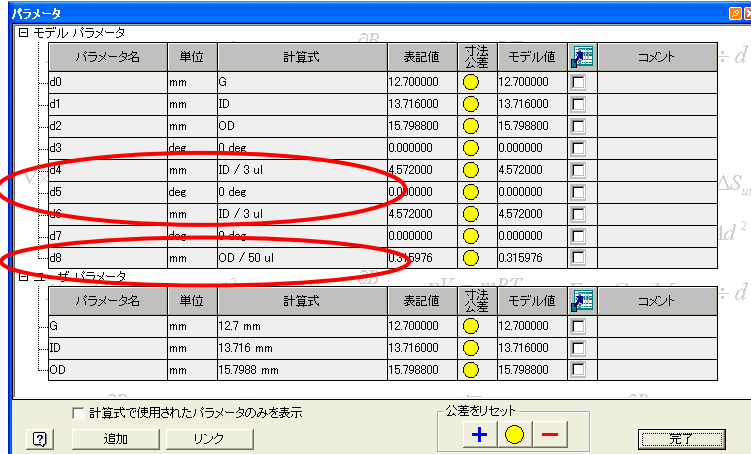 パラメータ
モデル パラメータ
パラメータ名 単位 計算式 表記値 寸法公差 モデル値 コメント
d0 mm G 12.700000 12.700000
d1 mm ID 13.716000 13.716000
d2 mm OD 15.798800 15.798800
d3 deg 0 deg 0.000000 0.000000
d4 mm ID / 3 ul 4.572000 4.572000
d5 deg 0 deg 0.000000 0.000000
d6 mm ID / 3 ul 4.572000 4.572000
d7 deg 0 deg 0.000000 0.000000
d8 mm OD / 50 ul 0.315976 0.315976
ユーザ パラメータ
パラメータ名 単位 計算式 表記値 寸法公差 モデル値 コメント
G mm 12.7 mm 12.700000 12.700000
ID mm 13.716 mm 13.716000 13.716000
OD mm 15.7988 mm 15.798800 15.798800
計算式で使用されたパラメータのみを表示
公差をリセット
? 追加 リンク + − 完了